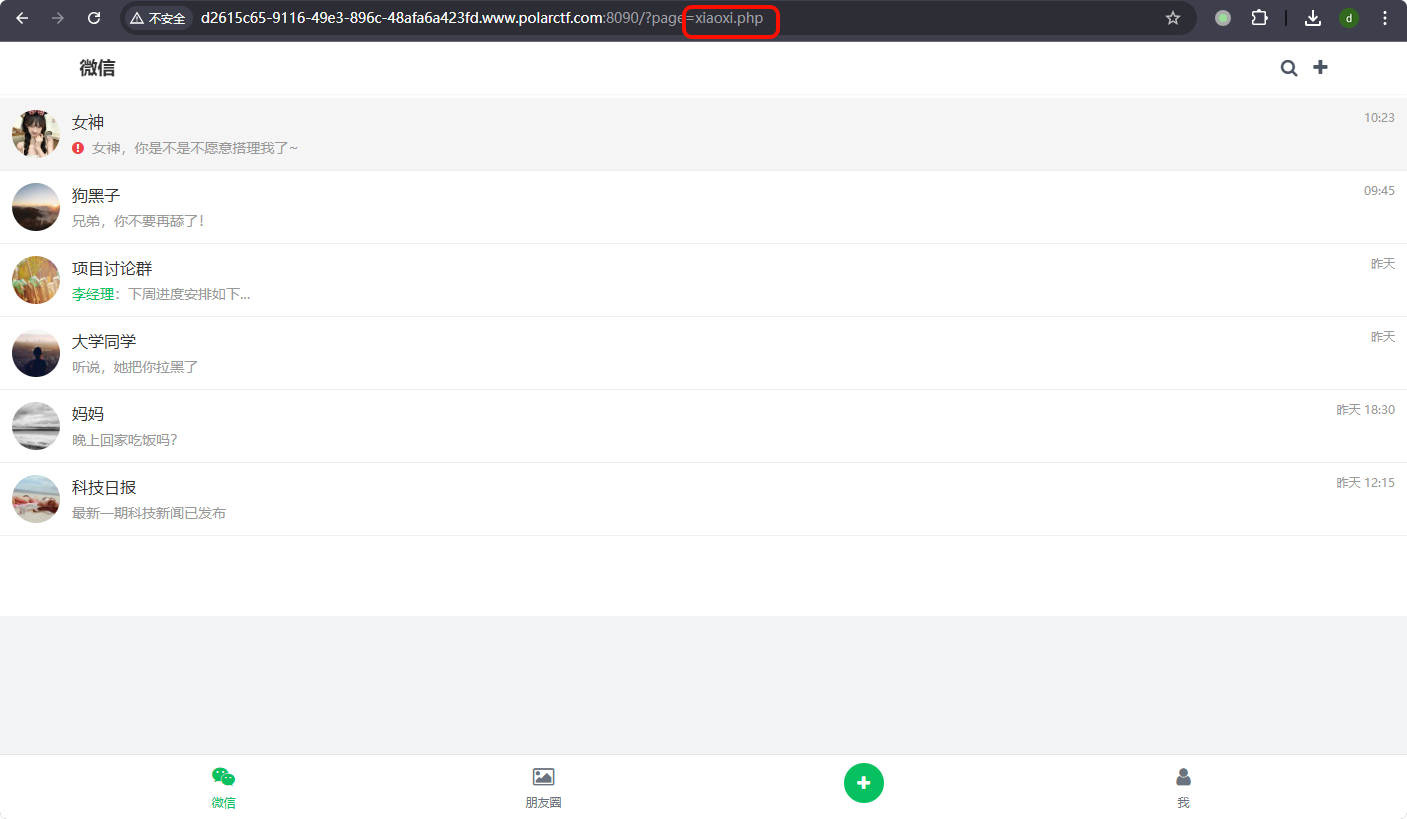 不安全 d2615c65-9116-49e3-896c-48afa6a423fd.www.polarctf.com:8090/?page=xiaoxi.php d
微信
女神 10:23
女神，你是不是不愿意搭理我了~
狗黑子 09:45
兄弟，你不要再舔了！
项目讨论群 昨天
李经理：下周进度安排如下...
大学同学 昨天
听说，她把你拉黑了
妈妈 昨天 18:30
晚上回家吃饭吗？
科技日报 昨天 12:15
最新一期科技新闻已发布
微信 朋友圈 我